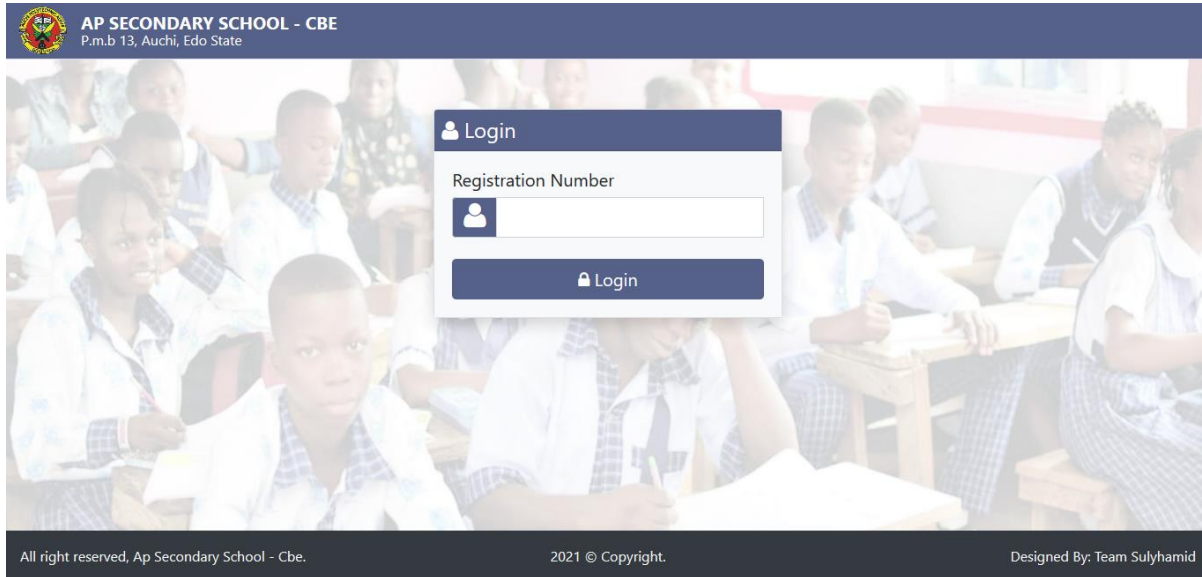 AP SECONDARY SCHOOL - CBE
P.m.b 13, Auchi, Edo State
Login
Registration Number
Login
All right reserved, Ap Secondary School - Cbe.
2021 © Copyright.
Designed By: Team Sulyhamid